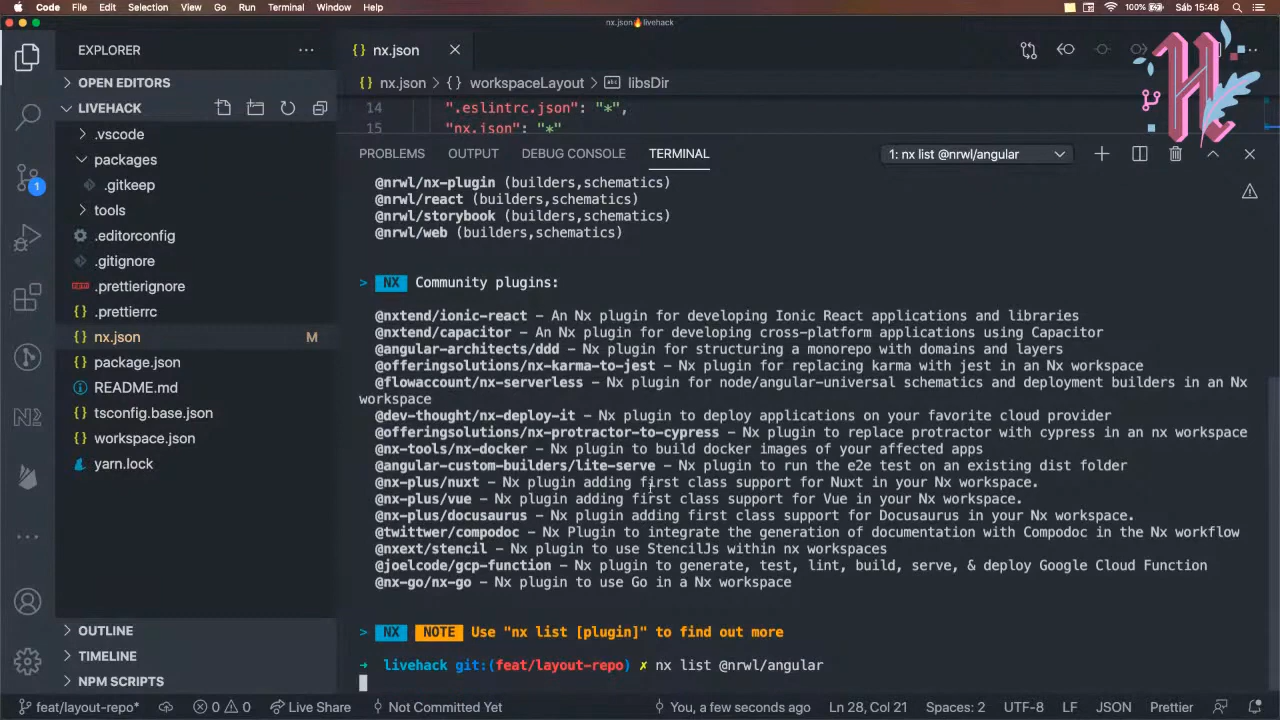 Code File Edit Selection View Go Run Terminal Window Help 100% Sáb 15:48
nx.json🔥livehack
EXPLORER
OPEN EDITORS
LIVEHACK
.vscode
packages
.gitkeep
tools
.editorconfig
.gitignore
.prettierignore
.prettierrc
nx.json M
package.json
README.md
tsconfig.base.json
workspace.json
yarn.lock
OUTLINE
TIMELINE
NPM SCRIPTS
1
{} nx.json
{} nx.json > {} workspaceLayout > abc libsDir
14 ".eslintrc.json": "*",
15 "nx.json": "*"
PROBLEMS OUTPUT DEBUG CONSOLE TERMINAL 1: nx list @nrwl/angular
@nrwl/nx-plugin (builders,schematics)
@nrwl/react (builders,schematics)
@nrwl/storybook (builders,schematics)
@nrwl/web (builders,schematics)
> NX Community plugins:
@nxtend/ionic-react – An Nx plugin for developing Ionic React applications and libraries
@nxtend/capacitor – An Nx plugin for developing cross-platform applications using Capacitor
@angular-architects/ddd – Nx plugin for structuring a monorepo with domains and layers
@offeringsolutions/nx-karma-to-jest – Nx plugin for replacing karma with jest in an Nx workspace
@flowaccount/nx-serverless – Nx plugin for node/angular-universal schematics and deployment builders in an Nx
workspace
@dev-thought/nx-deploy-it – Nx plugin to deploy applications on your favorite cloud provider
@offeringsolutions/nx-protractor-to-cypress – Nx plugin to replace protractor with cypress in an nx workspace
@nx-tools/nx-docker – Nx plugin to build docker images of your affected apps
@angular-custom-builders/lite-serve – Nx plugin to run the e2e test on an existing dist folder
@nx-plus/nuxt – Nx plugin adding first class support for Nuxt in your Nx workspace.
@nx-plus/vue – Nx plugin adding first class support for Vue in your Nx workspace.
@nx-plus/docusaurus – Nx plugin adding first class support for Docusaurus in your Nx workspace.
@twittwer/compodoc – Nx Plugin to integrate the generation of documentation with Compodoc in the Nx workflow
@nxext/stencil – Nx plugin to use StencilJs within nx workspaces
@joelcode/gcp-function – Nx plugin to generate, test, lint, build, serve, & deploy Google Cloud Function
@nx-go/nx-go – Nx plugin to use Go in a Nx workspace
> NX NOTE Use "nx list [plugin]" to find out more
→ livehack git:(feat/layout-repo) ✗ nx list @nrwl/angular
feat/layout-repo* 0 0 Live Share Not Committed Yet You, a few seconds ago Ln 28, Col 21 Spaces: 2 UTF-8 LF JSON Prettier